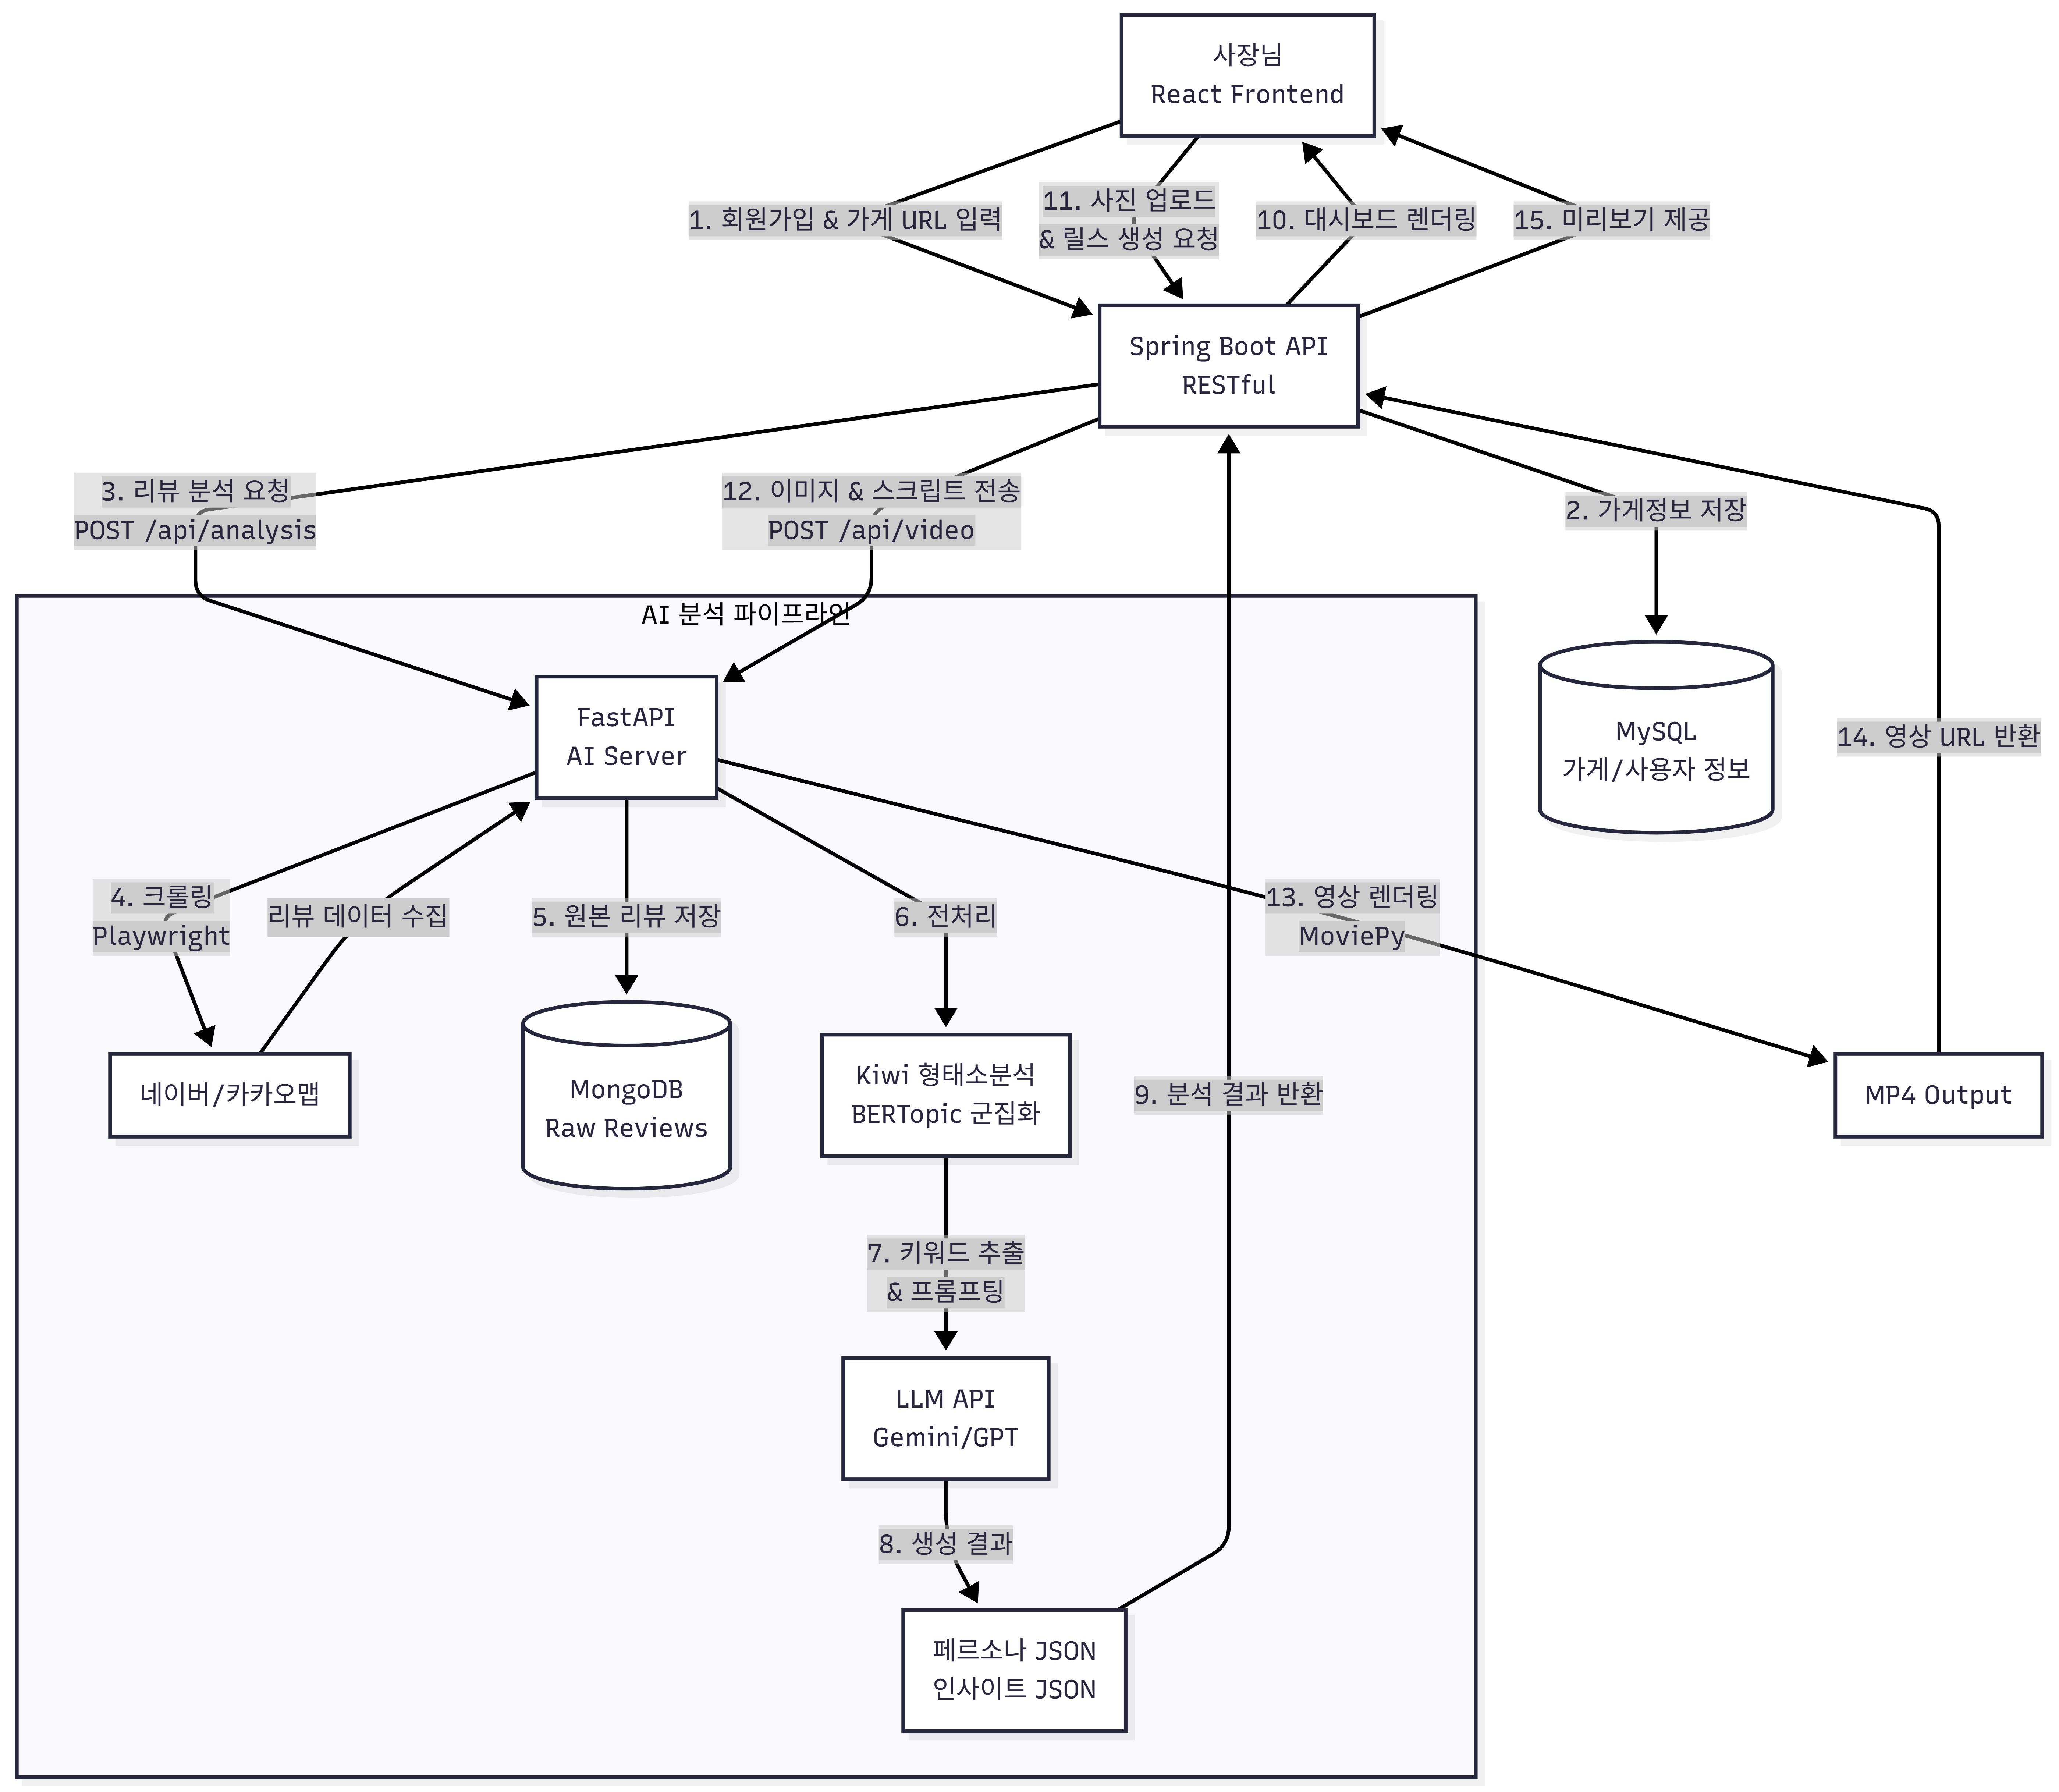 사장님
React Frontend
1. 회원가입 & 가게 URL 입력
11. 사진 업로드
& 릴스 생성 요청
10. 대시보드 렌더링
15. 미리보기 제공
Spring Boot API
RESTful
3. 리뷰 분석 요청
POST /api/analysis
12. 이미지 & 스크립트 전송
POST /api/video
2. 가게정보 저장
AI 분석 파이프라인
FastAPI
AI Server
MySQL
가게/사용자 정보
14. 영상 URL 반환
4. 크롤링
Playwright
리뷰 데이터 수집
5. 원본 리뷰 저장
6. 전처리
13. 영상 렌더링
MoviePy
네이버/카카오맵
MongoDB
Raw Reviews
Kiwi 형태소분석
BERTopic 군집화
9. 분석 결과 반환
MP4 Output
7. 키워드 추출
& 프롬프팅
LLM API
Gemini/GPT
8. 생성 결과
페르소나 JSON
인사이트 JSON